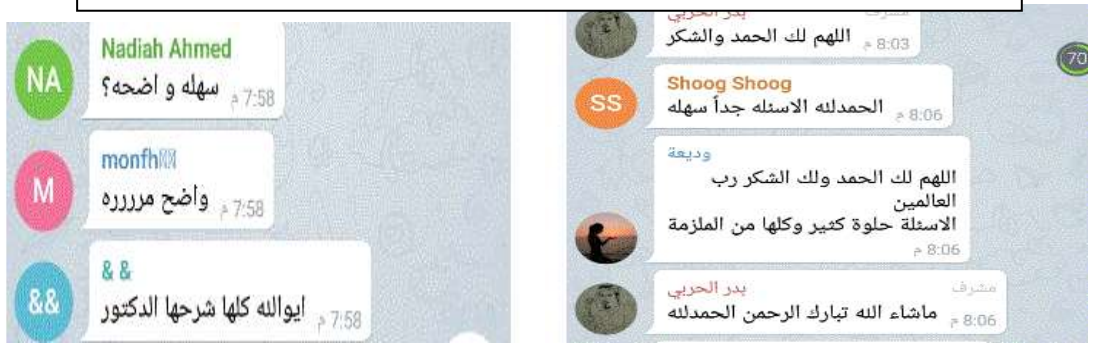 Nadiah Ahmed
NA
سهله و اضحه؟
7:58 م
monfh
M
واضح مررره
7:58 م
& &
&&
ايوالله كلها شرحها الدكتور
7:58 م
بدر الحربي
مشرف
اللهم لك الحمد والشكر
8:03 م
70
Shoog Shoog
SS
الحمدلله الاسئله جداً سهله
8:06 م
وديعة
اللهم لك الحمد ولك الشكر رب
العالمين
الاسئلة حلوة كثير وكلها من الملزمة
8:06 م
بدر الحربي
مشرف
ماشاء الله تبارك الرحمن الحمدلله
8:06 م